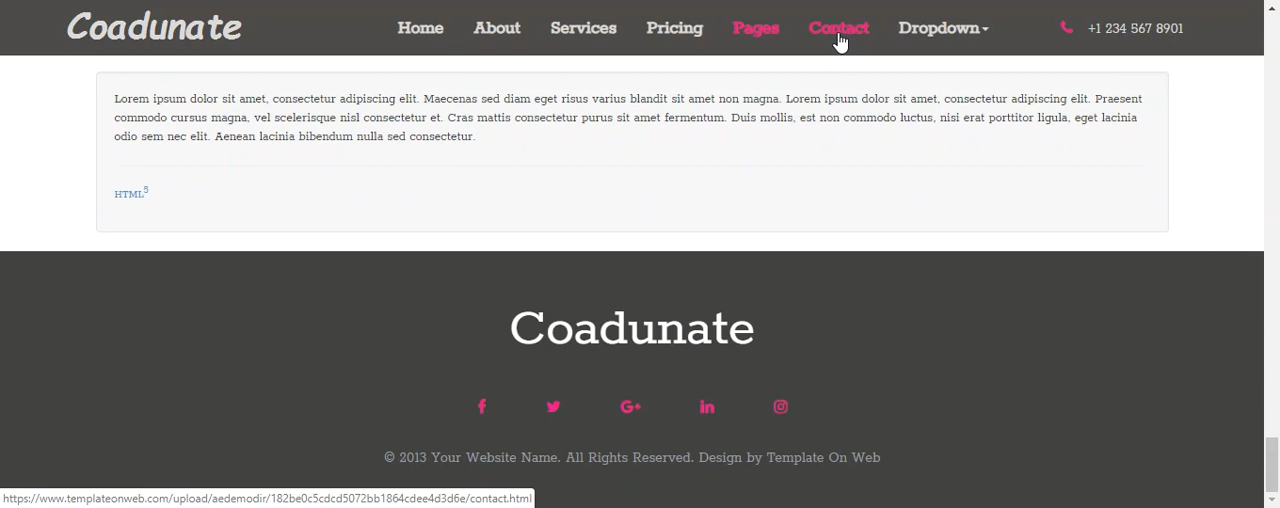 Coadunate Home About Services Pricing Pages Contact Dropdown +1 234 567 8901
Lorem ipsum dolor sit amet, consectetur adipiscing elit. Maecenas sed diam eget risus varius blandit sit amet non magna. Lorem ipsum dolor sit amet, consectetur adipiscing elit. Praesent
commodo cursus magna, vel scelerisque nisl consectetur et. Cras mattis consectetur purus sit amet fermentum. Duis mollis, est non commodo luctus, nisi erat porttitor ligula, eget lacinia
odio sem nec elit. Aenean lacinia bibendum nulla sed consectetur.
HTML5
Coadunate
© 2013 Your Website Name. All Rights Reserved. Design by Template On Web
https://www.templateonweb.com/upload/aedemodir/182be0c5cdcd5072bb1864cdee4d3d6e/contact.html